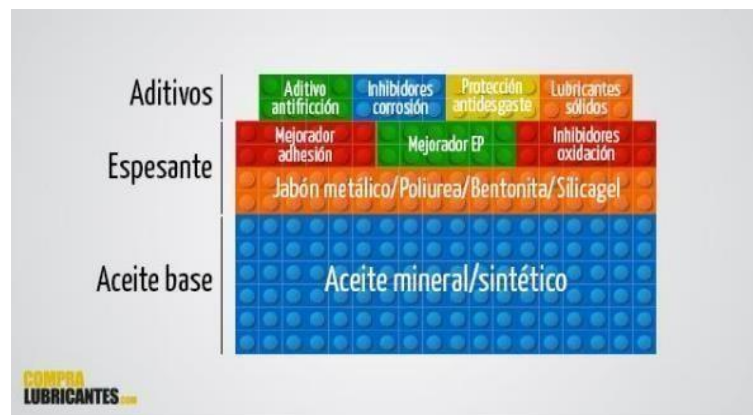 Aditivos
Aditivo
antifricción
Inhibidores
corrosión
Protección
antidesgaste
Lubricantes
sólidos
Espesante
Mejorador
adhesión
Mejorador EP
Inhibidores
oxidación
Jabón metálico/Poliurea/Bentonita/Silicagel
Aceite base
Aceite mineral/sintético
COMPRA
LUBRICANTES.com